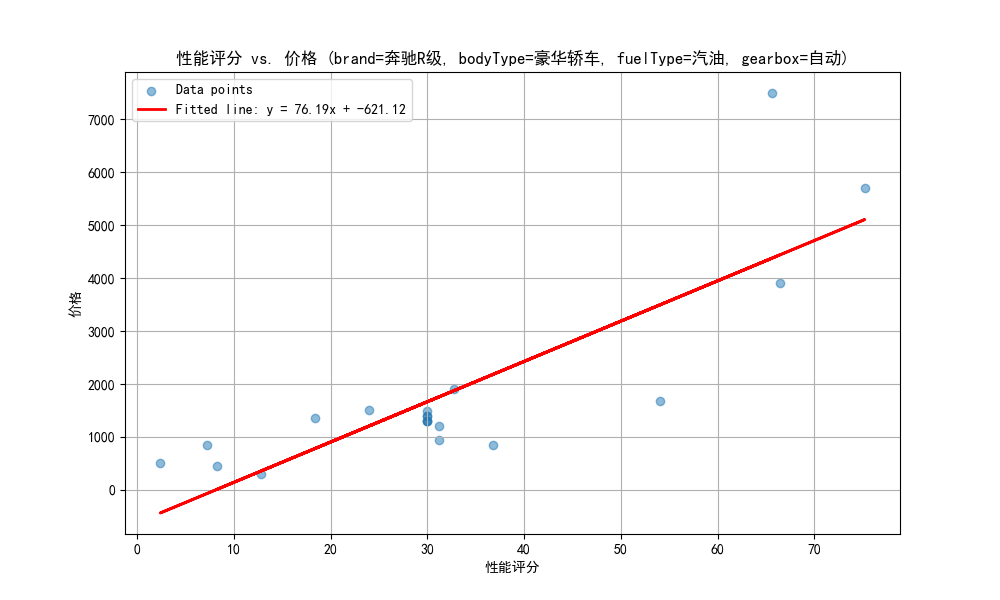 性能评分 vs. 价格 (brand=奔驰R级, bodyType=豪华轿车, fuelType=汽油, gearbox=自动)
Data points
Fitted line: y = 76.19x + -621.12
7000
6000
5000
4000
3000
2000
1000
0
价格
0 10 20 30 40 50 60 70
性能评分